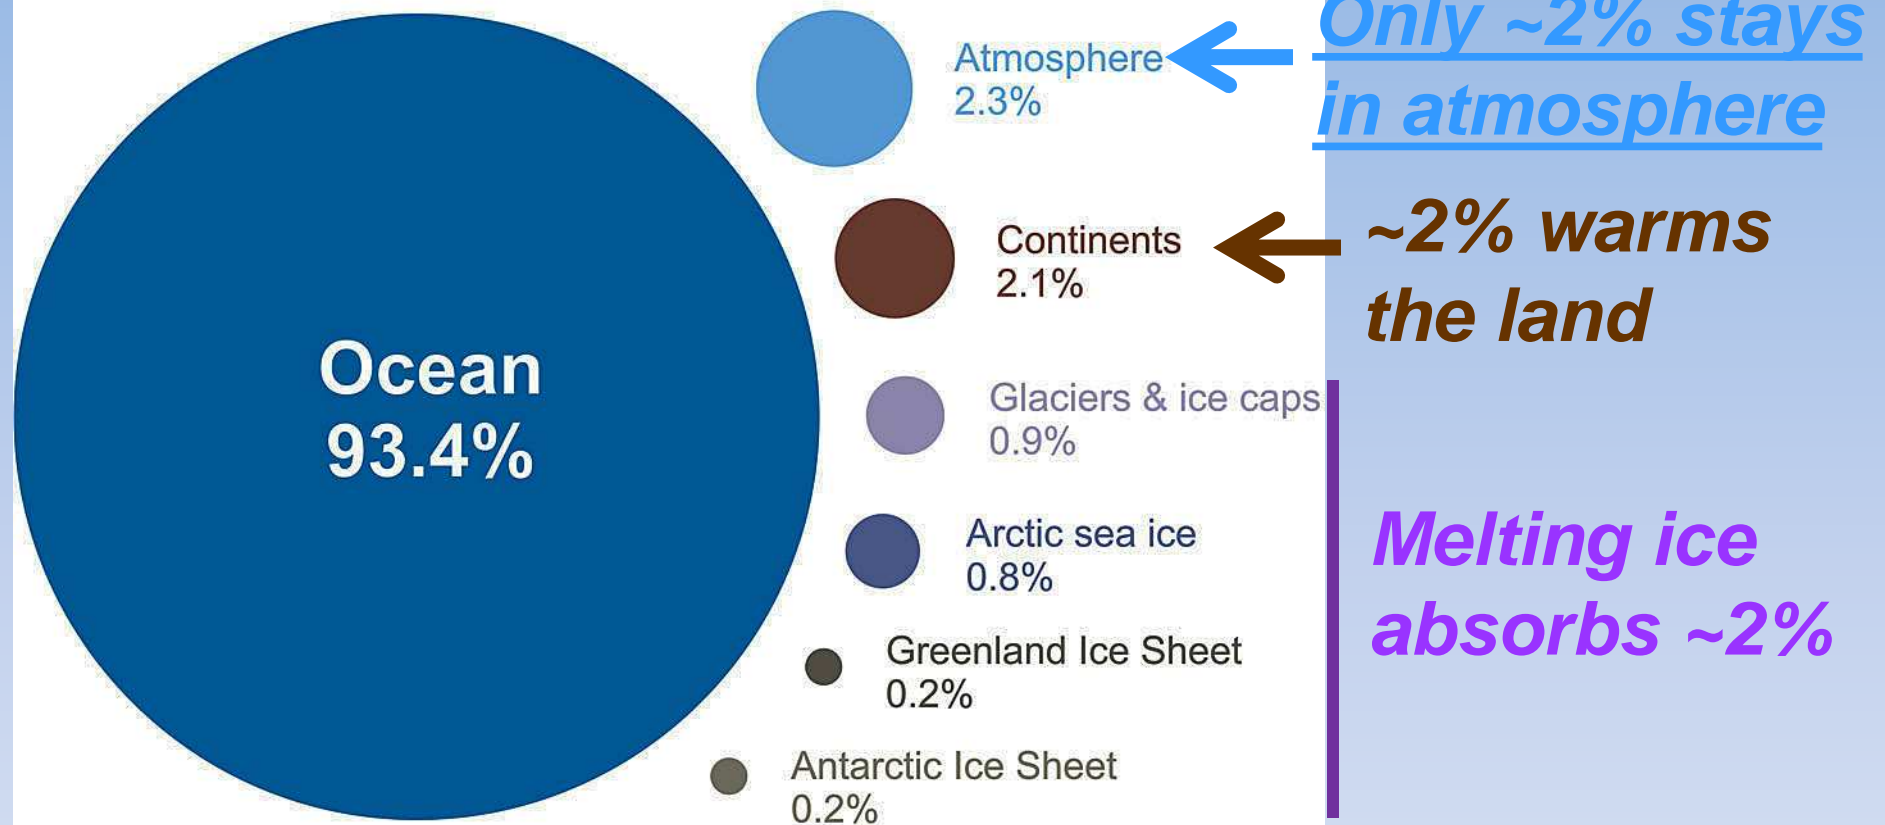 Ocean
93.4%
Atmosphere
2.3%
Only ~2% stays
in atmosphere
Continents
2.1%
~2% warms
the land
Glaciers & ice caps
0.9%
Arctic sea ice
0.8%
Greenland Ice Sheet
0.2%
Antarctic Ice Sheet
0.2%
Melting ice
absorbs ~2%